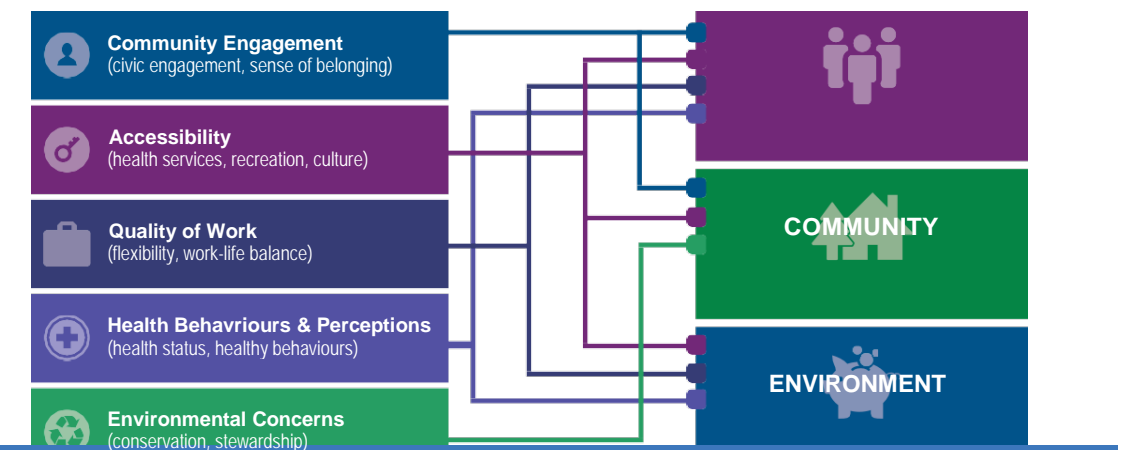 Community Engagement
(civic engagement, sense of belonging)
Accessibility
(health services, recreation, culture)
Quality of Work
(flexibility, work-life balance)
Health Behavriours & Perceptions
(health status, healthy behaviours)
Environmental Concerns
(conservation, stewardship)
COMMUNITY
ENVIRONMENT